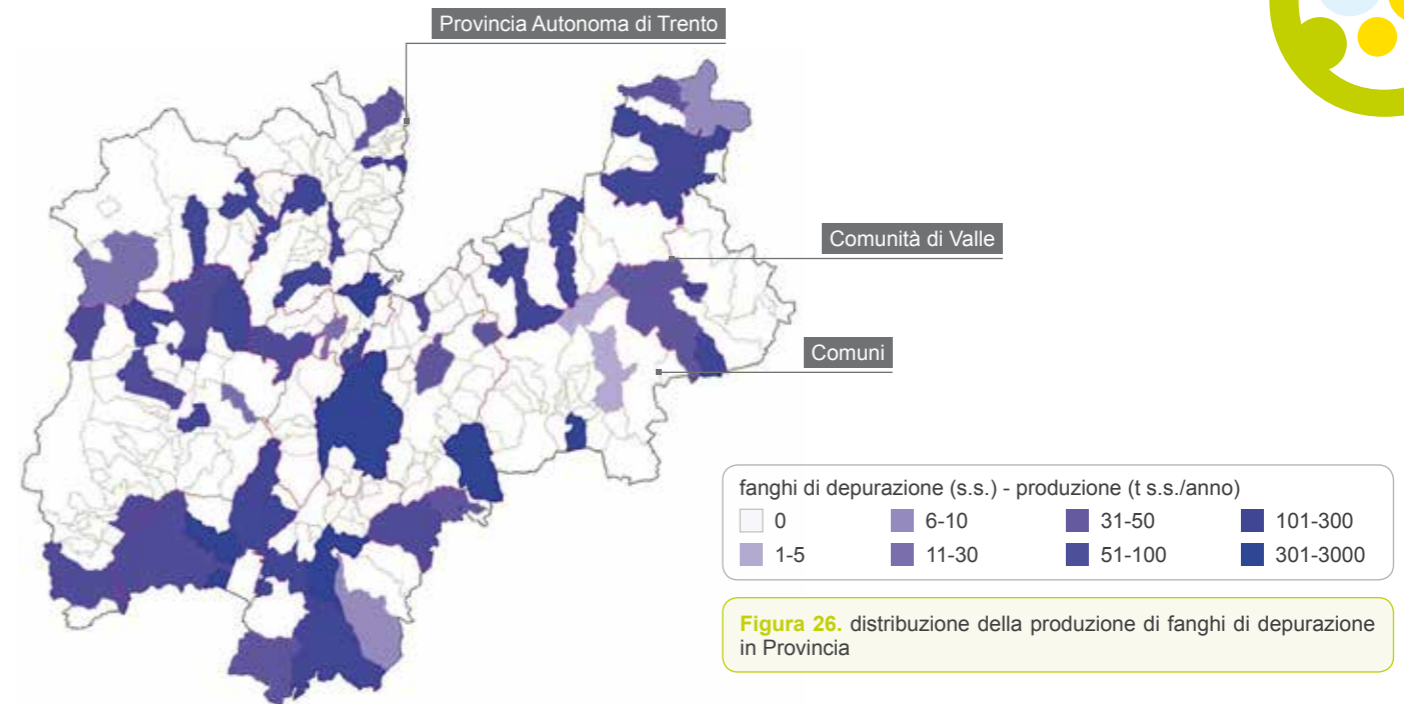 Provincia Autonoma di Trento
Comunità di Valle
Comuni
fanghi di depurazione (s.s.) - produzione (t s.s./anno)
0 6-10 31-50 101-300
1-5 11-30 51-100 301-3000
Figura 26. distribuzione della produzione di fanghi di depurazione
in Provincia